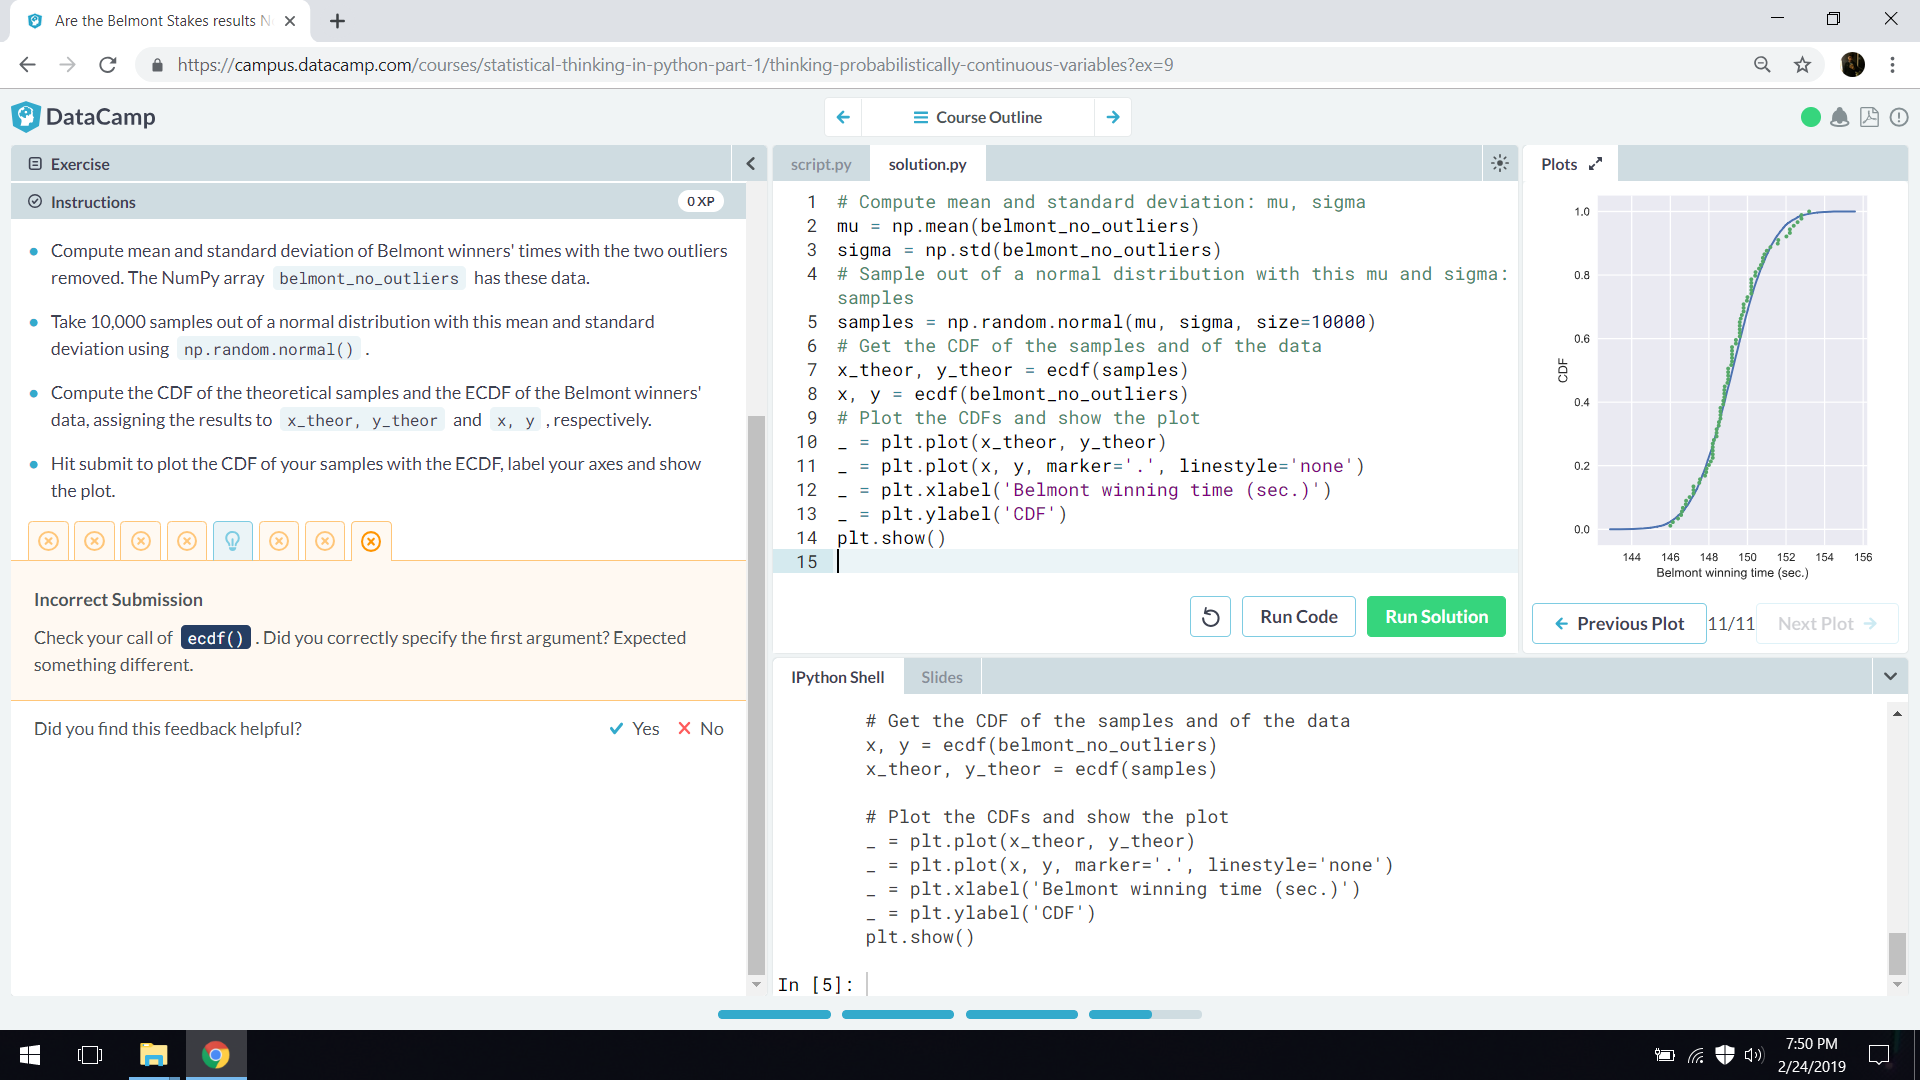 Are the Belmont Stakes results N
https://campus.datacamp.com/courses/statistical-thinking-in-python-part-1/thinking-probabilistically-continuous-variables?ex=9
DataCamp
Course Outline
Exercise
Instructions
0 XP
Compute mean and standard deviation of Belmont winners' times with the two outliers
removed. The NumPy array belmont_no_outliers has these data.
Take 10,000 samples out of a normal distribution with this mean and standard
deviation using np.random.normal() .
Compute the CDF of the theoretical samples and the ECDF of the Belmont winners'
data, assigning the results to x_theor, y_theor and x, y , respectively.
Hit submit to plot the CDF of your samples with the ECDF, label your axes and show
the plot.
Incorrect Submission
Check your call of ecdf() . Did you correctly specify the first argument? Expected
something different.
Did you find this feedback helpful?
Yes
No
script.py
solution.py
1 # Compute mean and standard deviation: mu, sigma
2 mu = np.mean(belmont_no_outliers)
3 sigma = np.std(belmont_no_outliers)
4 # Sample out of a normal distribution with this mu and sigma:
samples
5 samples = np.random.normal(mu, sigma, size=10000)
6 # Get the CDF of the samples and of the data
7 x_theor, y_theor = ecdf(samples)
8 x, y = ecdf(belmont_no_outliers)
9 # Plot the CDFs and show the plot
10 _ = plt.plot(x_theor, y_theor)
11 _ = plt.plot(x, y, marker='.', linestyle='none')
12 _ = plt.xlabel('Belmont winning time (sec.)')
13 _ = plt.ylabel('CDF')
14 plt.show()
15
Run Code
Run Solution
Plots
1.0
0.8
0.6
0.4
0.2
0.0
CDF
144 146 148 150 152 154 156
Belmont winning time (sec.)
Previous Plot
11/11
Next Plot
IPython Shell
Slides
# Get the CDF of the samples and of the data
x, y = ecdf(belmont_no_outliers)
x_theor, y_theor = ecdf(samples)
# Plot the CDFs and show the plot
_ = plt.plot(x_theor, y_theor)
_ = plt.plot(x, y, marker='.', linestyle='none')
_ = plt.xlabel('Belmont winning time (sec.)')
_ = plt.ylabel('CDF')
plt.show()
In [5]:
7:50 PM
2/24/2019